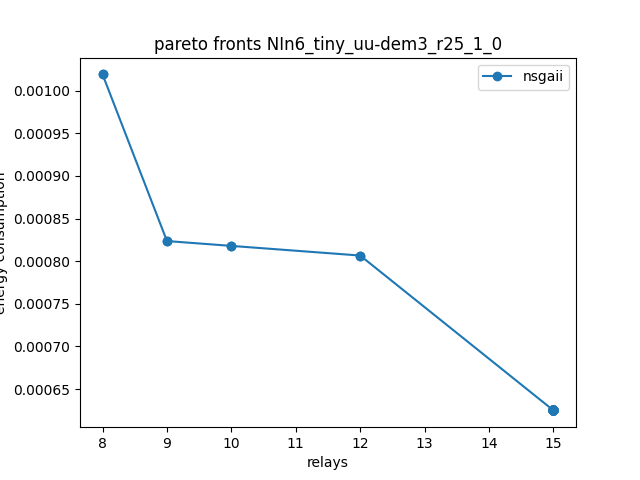 pareto fronts NIn6_tiny_uu-dem3_r25_1_0
nsgaii
0.00100
0.00095
0.00090
0.00085
0.00080
0.00075
0.00070
0.00065
energy consumption
8 9 10 11 12 13 14 15
relays